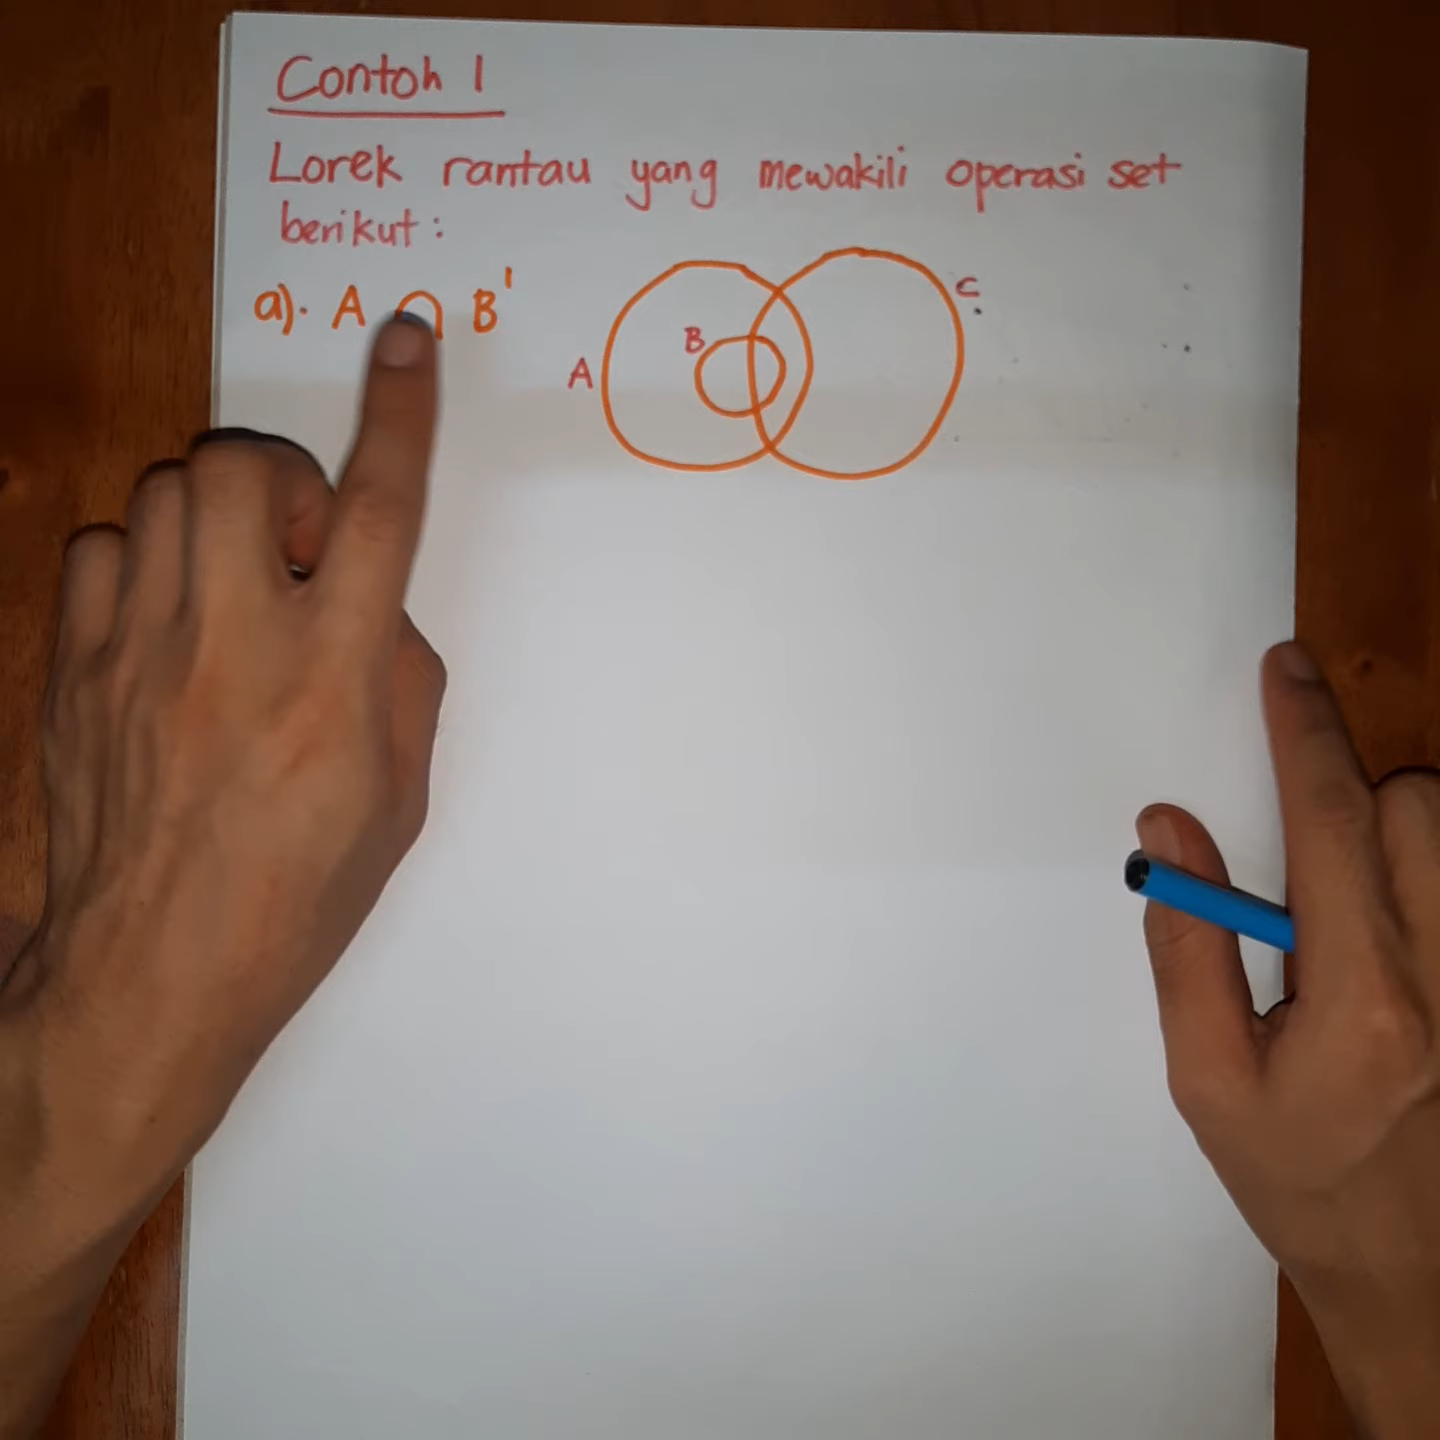 Contoh 1
Lorek rantau yang mewakili operasi set
berikut:
a). A ∩ B'
A
B
C